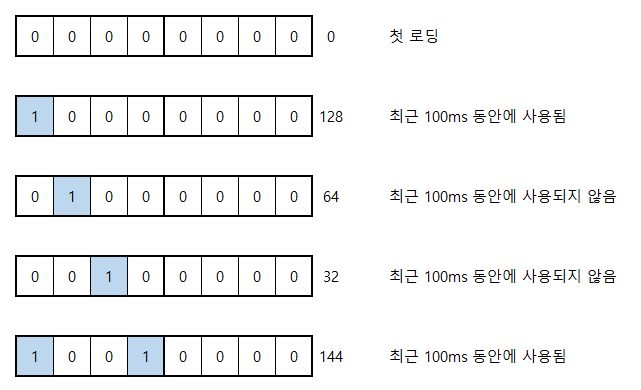 0 0 0 0 0 0 0 0 0 첫 로딩
1 0 0 0 0 0 0 0 128 최근 100ms 동안에 사용됨
0 1 0 0 0 0 0 0 64 최근 100ms 동안에 사용되지 않음
0 0 1 0 0 0 0 0 32 최근 100ms 동안에 사용되지 않음
1 0 0 1 0 0 0 0 144 최근 100ms 동안에 사용됨